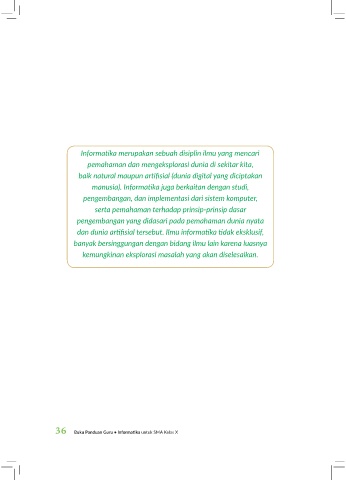 Informatika merupakan sebuah disiplin ilmu yang mencari
pemahaman dan mengeksplorasi dunia di sekitar kita,
baik natural maupun artifisial (dunia digital yang diciptakan
manusia). Informatika juga berkaitan dengan studi,
pengembangan, dan implementasi dari sistem komputer,
serta pemahaman terhadap prinsip-prinsip dasar
pengembangan yang didasari pada pemahaman dunia nyata
dan dunia artifisial tersebut. Ilmu informatika tidak eksklusif,
banyak bersinggungan dengan bidang ilmu lain karena luasnya
kemungkinan eksplorasi masalah yang akan diselesaikan.
36 Buku Panduan Guru • Informatika untuk SMA Kelas X